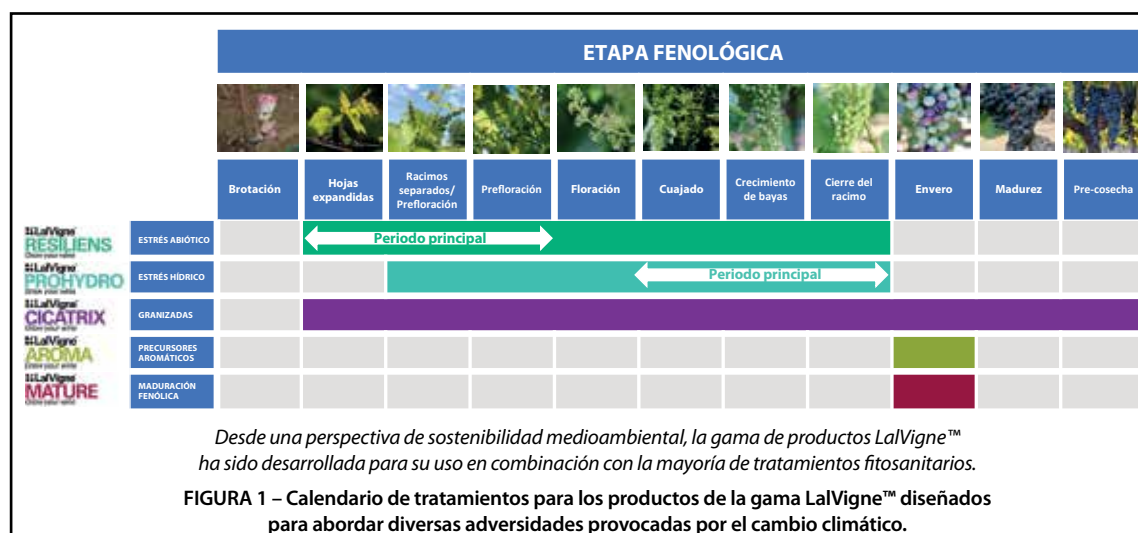 ETAPA FENOLÓGICA
Brotación
Hojas
expandidas
Racimos
separados/
Prefloración
Prefloración
Floración
Cuajado
Crecimiento
de bayas
Cierre del
racimo
Envero
Madurez
Pre-cosecha
LalVigne
RESILIENS
ESTRÉS ABIÓTICO
Periodo principal
LalVigne
PROHYDRO
ESTRÉS HÍDRICO
Periodo principal
LalVigne
CICATRIX
GRANIZADAS
LalVigne
AROMA
PRECURSORES
AROMÁTICOS
LalVigne
MATURE
MADURACIÓN
FENÓLICA
Desde una perspectiva de sostenibilidad medioambiental, la gama de productos LalVigne™
ha sido desarrollada para su uso en combinación con la mayoría de tratamientos fitosanitarios.
FIGURA 1 – Calendario de tratamientos para los productos de la gama LalVigne™ diseñados
para abordar diversas adversidades provocadas por el cambio climático.